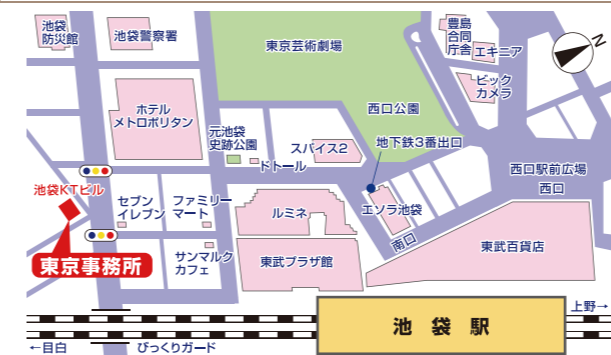 池袋
防災館
池袋警察署
東京芸術劇場
豊島
合同
庁舎
エキニア
N
ビック
カメラ
ホテル
メトロポリタン
西口公園
元池袋
史跡公園
スパイス2
地下鉄3番出口
ドトール
西口駅前広場
西口
池袋KTビル
セブン
イレブン
ファミリー
マート
ルミネ
エソラ池袋
南口
東武百貨店
東京事務所
サンマルク
カフェ
東武プラザ館
池袋駅
上野→
←目白
びっくりガード